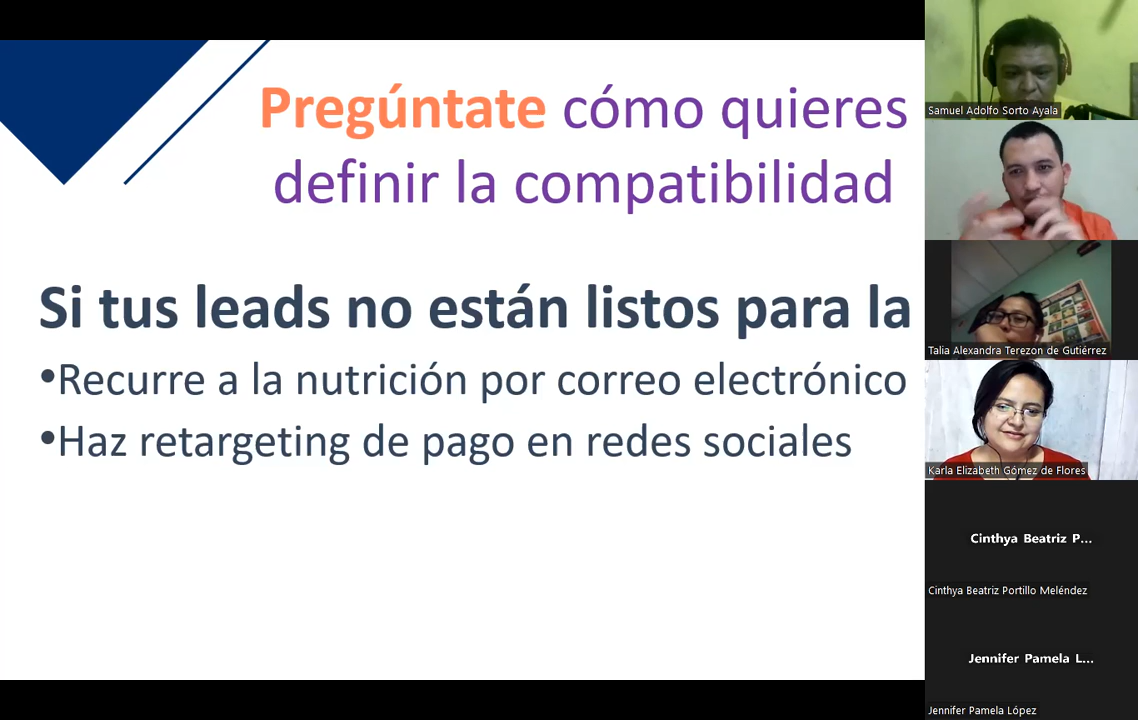 Pregúntate cómo quieres
definir la compatibilidad
Si tus leads no están listos para la
•Recurre a la nutrición por correo electrónico
•Haz retargeting de pago en redes sociales
Samuel Adolfo Sorto Ayala
Talia Alexandra Terezon de Gutiérrez
Karla Elizabeth Gómez de Flores
Cinthya Beatriz P...
Cinthya Beatriz Portillo Meléndez
Jennifer Pamela L...
Jennifer Pamela López